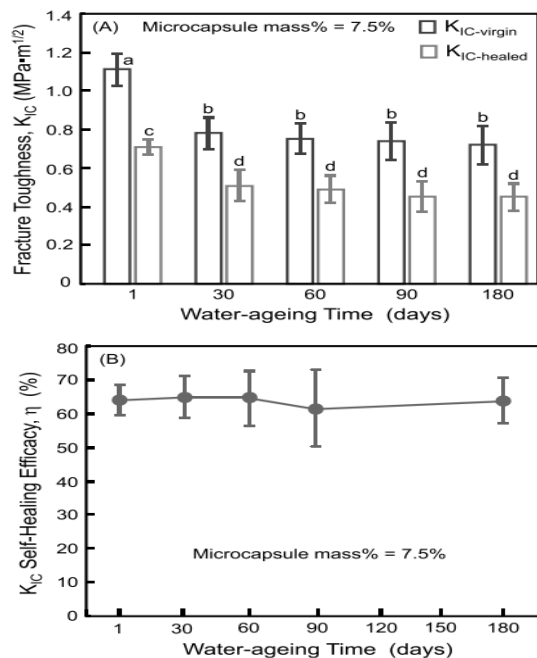 (A) Microcapsule mass% = 7.5%
K_IC-virgin
K_IC-healed
Fracture Toughness, K_IC (MPa•m^1/2)
1.4
1.2
1.0
0.8
0.6
0.4
0.2
0
a
c
b
d
b
d
b
d
b
d
1 30 60 90 180
Water-ageing Time (days)
(B)
K_IC Self-Healing Efficacy, η (%)
80
70
60
50
40
30
20
10
0
Microcapsule mass% = 7.5%
1 30 60 90 120 150 180
Water-ageing Time (days)